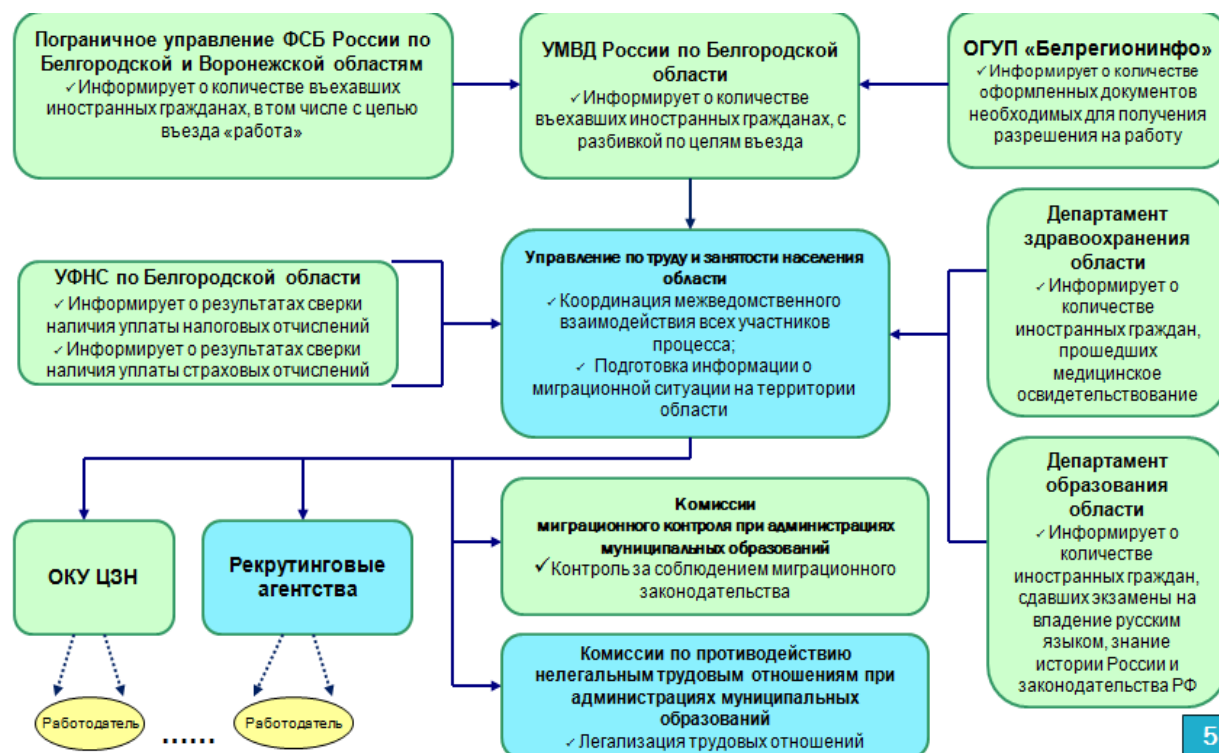 Пограничное управление ФСБ России по
Белгородской и Воронежской областям
✓ Информирует о количестве въехавших
иностранных гражданах, в том числе с целью
въезда «работа»
УМВД России по Белгородской
области
✓ Информирует о количестве
въехавших иностранных гражданах, с
разбивкой по целям въезда
ОГУП «Белрегионинфо»
✓ Информирует о количестве
оформленных документов
необходимых для получения
разрешения на работу
УФНС по Белгородской области
✓ Информирует о результатах сверки
наличия уплаты налоговых отчислений
✓ Информирует о результатах сверки
наличия уплаты страховых отчислений
Управление по труду и занятости населения
области
✓ Координация межведомственного
взаимодействия всех участников
процесса;
✓ Подготовка информации о
миграционной ситуации на территории
области
Департамент
здравоохранения
области
✓ Информирует о
количестве
иностранных граждан,
прошедших
медицинское
освидетельствование
Департамент
образования
области
✓ Информирует о
количестве
иностранных граждан,
сдавших экзамены на
владение русским
языком, знание
истории России и
законодательства РФ
ОКУ ЦЗН
Рекрутинговые
агентства
Комиссии
миграционного контроля при администрациях
муниципальных образований
✓ Контроль за соблюдением миграционного
законодательства
Комиссии по противодействию
нелегальным трудовым отношениям при
администрациях муниципальных
образований
✓ Легализация трудовых отношений
Работодатель
......
Работодатель
5